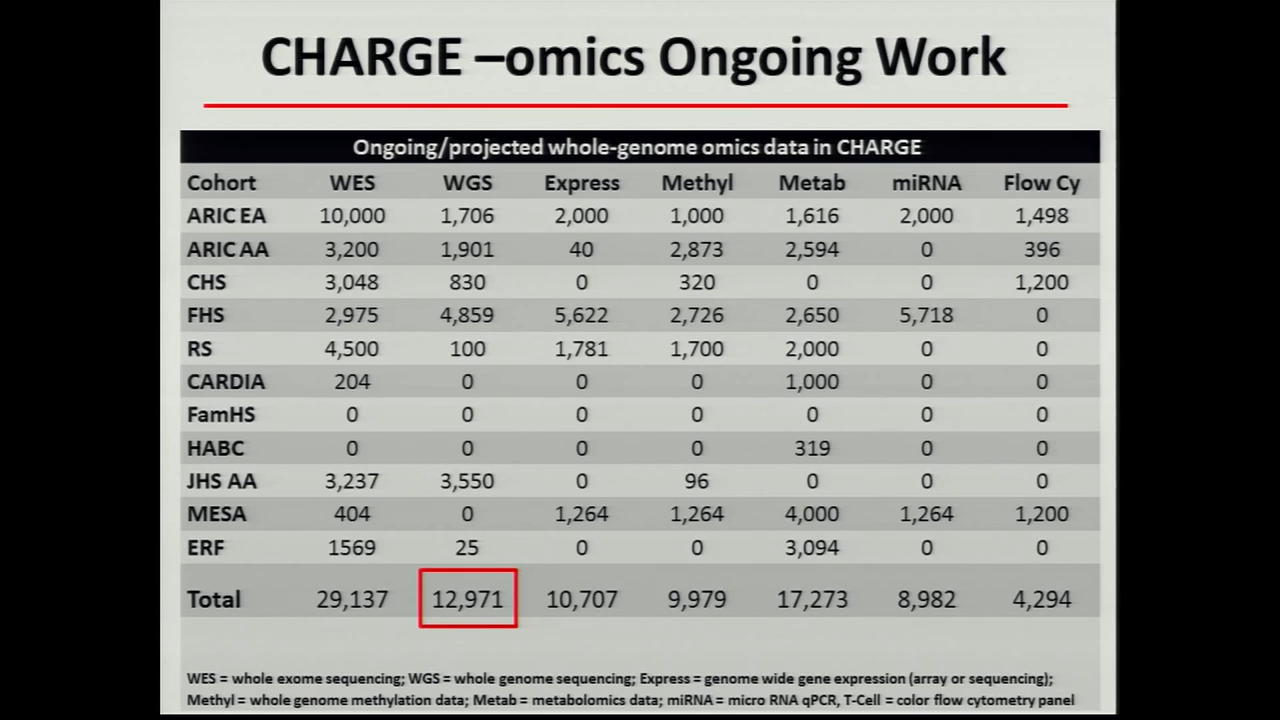 CHARGE –omics Ongoing Work
Ongoing/projected whole-genome omics data in CHARGE
Cohort WES WGS Express Methyl Metab miRNA Flow Cy
ARIC EA 10,000 1,706 2,000 1,000 1,616 2,000 1,498
ARIC AA 3,200 1,901 40 2,873 2,594 0 396
CHS 3,048 830 0 320 0 0 1,200
FHS 2,975 4,859 5,622 2,726 2,650 5,718 0
RS 4,500 100 1,781 1,700 2,000 0 0
CARDIA 204 0 0 0 1,000 0 0
FamHS 0 0 0 0 0 0 0
HABC 0 0 0 0 319 0 0
JHS AA 3,237 3,550 0 96 0 0 0
MESA 404 0 1,264 1,264 4,000 1,264 1,200
ERF 1569 25 0 0 3,094 0 0
Total 29,137 12,971 10,707 9,979 17,273 8,982 4,294
WES = whole exome sequencing; WGS = whole genome sequencing; Express = genome wide gene expression (array or sequencing);
Methyl = whole genome methylation data; Metab = metabolomics data; miRNA = micro RNA qPCR, T-Cell = color flow cytometry panel